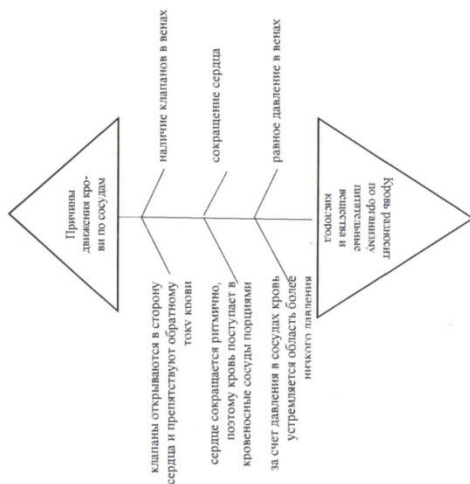 Причины
движения кро-
ви по сосудам
клапаны открываются в сторону
сердца и препятствуют обратному
току крови
наличие клапанов в венах
сердце сокращается ритмично,
поэтому кровь поступает в
кровеносные сосуды порциями
сокращение сердца
за счет давления в сосудах кровь
устремляется область более
низкого давления
равное давление в венах
Кровь разносит
по организму
питательные
вещества и
кислород